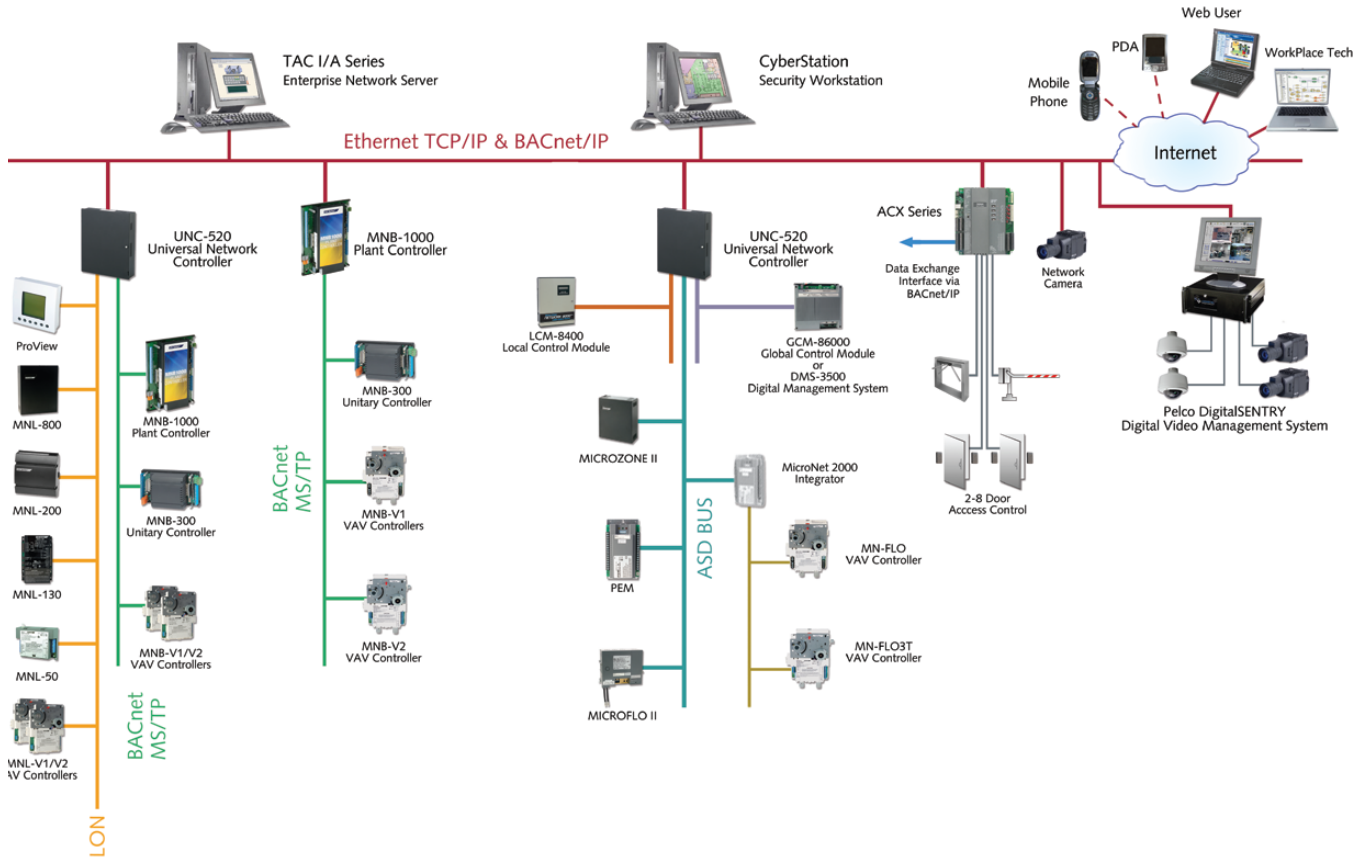 TAC I/A Series
Enterprise Network Server
CyberStation
Security Workstation
Web User
PDA
WorkPlace Tech
Mobile
Phone
Internet
Ethernet TCP/IP & BACnet/IP
UNC-520
Universal Network
Controller
MNB-1000
Plant Controller
UNC-520
Universal Network
Controller
ACX Series
Data Exchange
Interface via
BACnet/IP
Network
Camera
ProView
MNL-800
MNL-200
MNL-130
MNL-50
MNL-V1/V2
AV Controllers
LON
MNB-1000
Plant Controller
MNB-300
Unitary Controller
MNB-V1/V2
VAV Controllers
BACnet
MS/TP
MNB-300
Unitary Controller
BACnet
MS/TP
MNB-V1
VAV Controllers
MNB-V2
VAV Controller
LCM-8400
Local Control Module
GCM-86000
Global Control Module
or
DMS-3500
Digital Management System
MICROZONE II
PEM
MICROFLO II
ASD BUS
MicroNet 2000
Integrator
MN-FLO
VAV Controller
MN-FLO3T
VAV Controller
2-8 Door
Acccess Control
Pelco DigitalSENTRY
Digital Video Management System